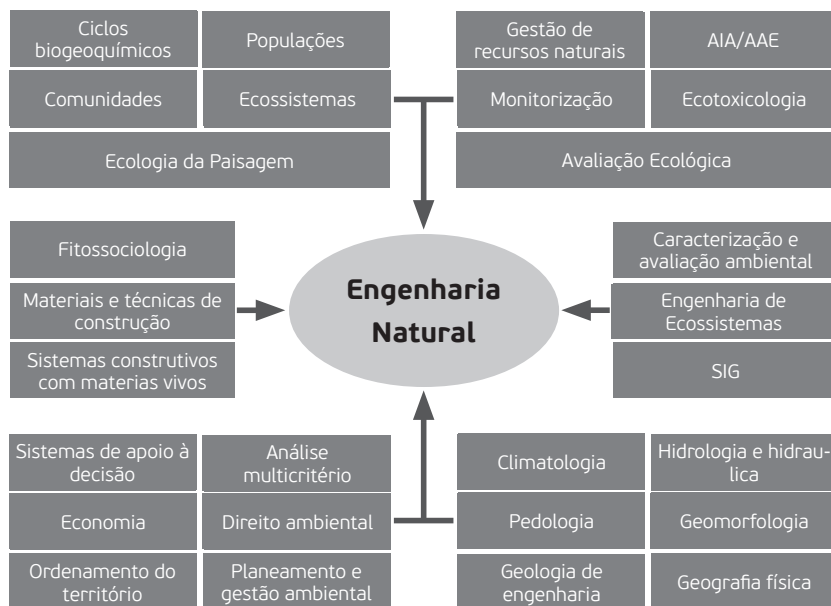 Ciclos
biogeoquímicos
Populações
Comunidades
Ecossistemas
Ecologia da Paisagem
Gestão de
recursos naturais
AIA/AAE
Monitorização
Ecotoxicologia
Avaliação Ecológica
Fitossociologia
Materiais e técnicas de
construção
Sistemas construtivos
com materias vivos
Engenharia
Natural
Caracterização e
avaliação ambiental
Engenharia de
Ecossistemas
SIG
Sistemas de apoio à
decisão
Análise
multicritério
Economia
Direito ambiental
Ordenamento do
território
Planeamento e
gestão ambiental
Climatologia
Hidrologia e hidrau-
lica
Pedologia
Geomorfologia
Geologia de
engenharia
Geografia física